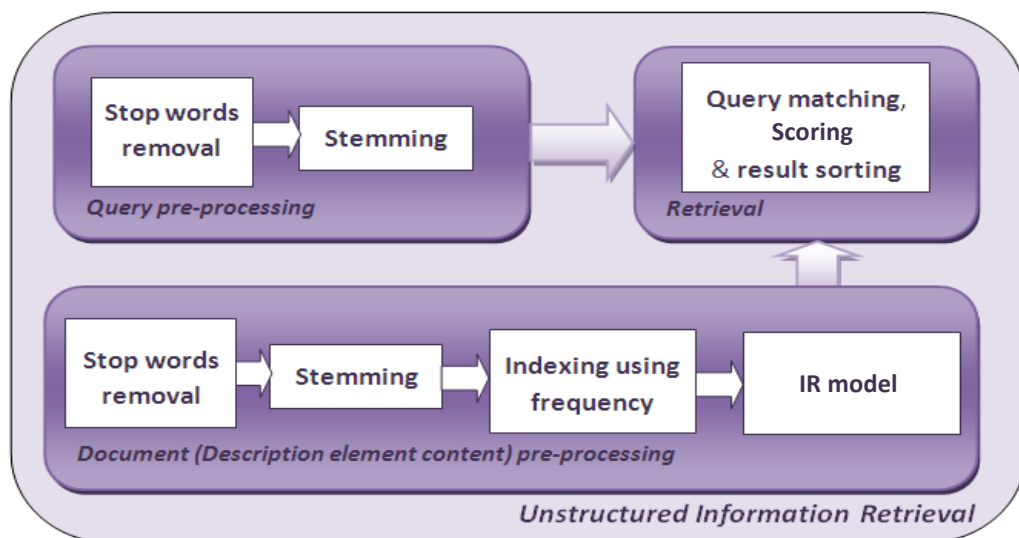 Stop words
removal
Stemming
Query pre-processing
Query matching,
Scoring
& result sorting
Retrieval
Stop words
removal
Stemming
Indexing using
frequency
IR model
Document (Description element content) pre-processing
Unstructured Information Retrieval